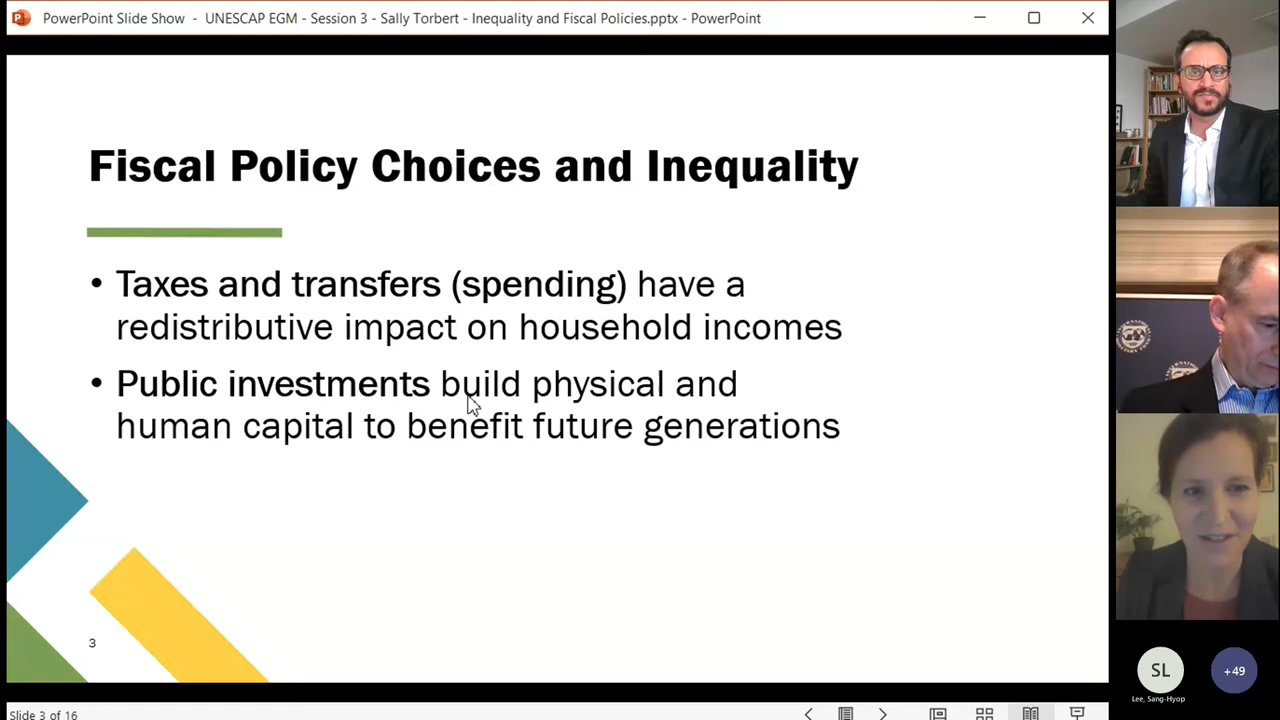 PowerPoint Slide Show - UNESCAP EGM - Session 3 - Sally Torbert - Inequality and Fiscal Policies.pptx - PowerPoint
Fiscal Policy Choices and Inequality
• Taxes and transfers (spending) have a
redistributive impact on household incomes
• Public investments build physical and
human capital to benefit future generations
3
SL
+49
Lee, Sang-Hyop
Slide 3 of 16